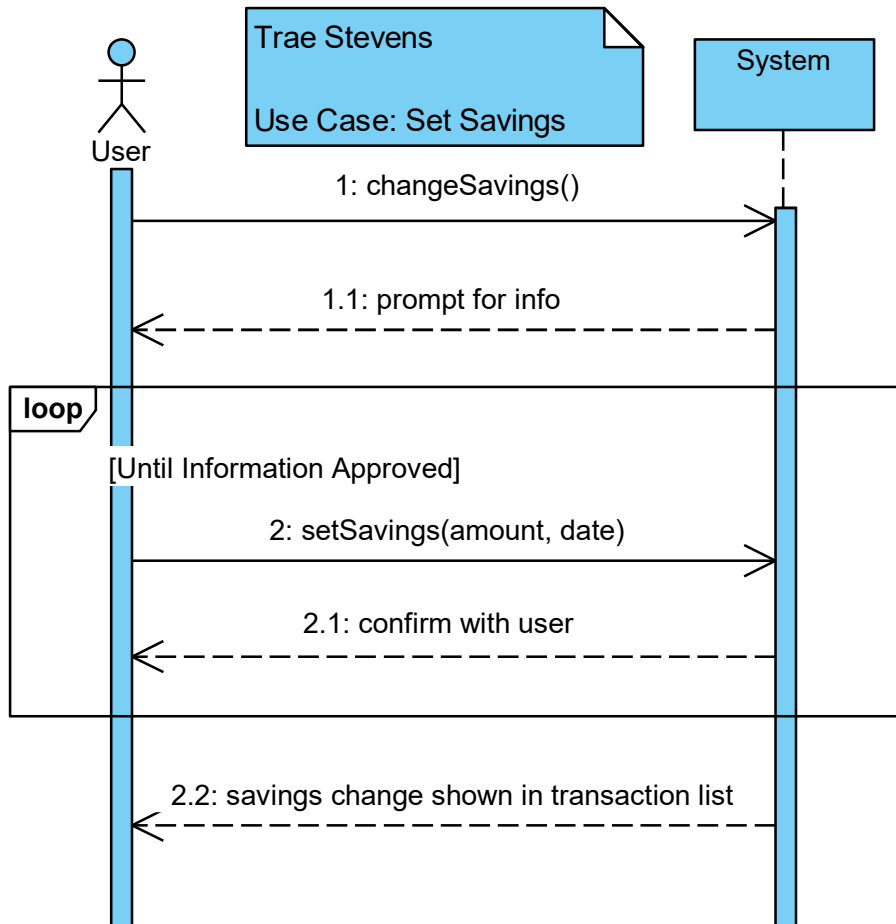 Trae Stevens
Use Case: Set Savings
System
User
1: changeSavings()
1.1: prompt for info
loop
[Until Information Approved]
2: setSavings(amount, date)
2.1: confirm with user
2.2: savings change shown in transaction list